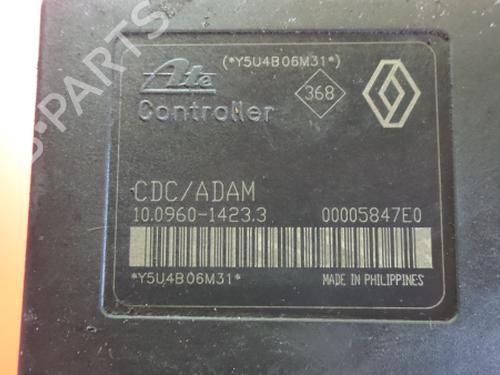 (*Y5U4B06M31*)
Ate
368
Controller
CDC/ADAM
10.0960-1423.3 00005847E0
*Y5U4B06M31*
MADE IN PHILIPPINES
B-PARTS